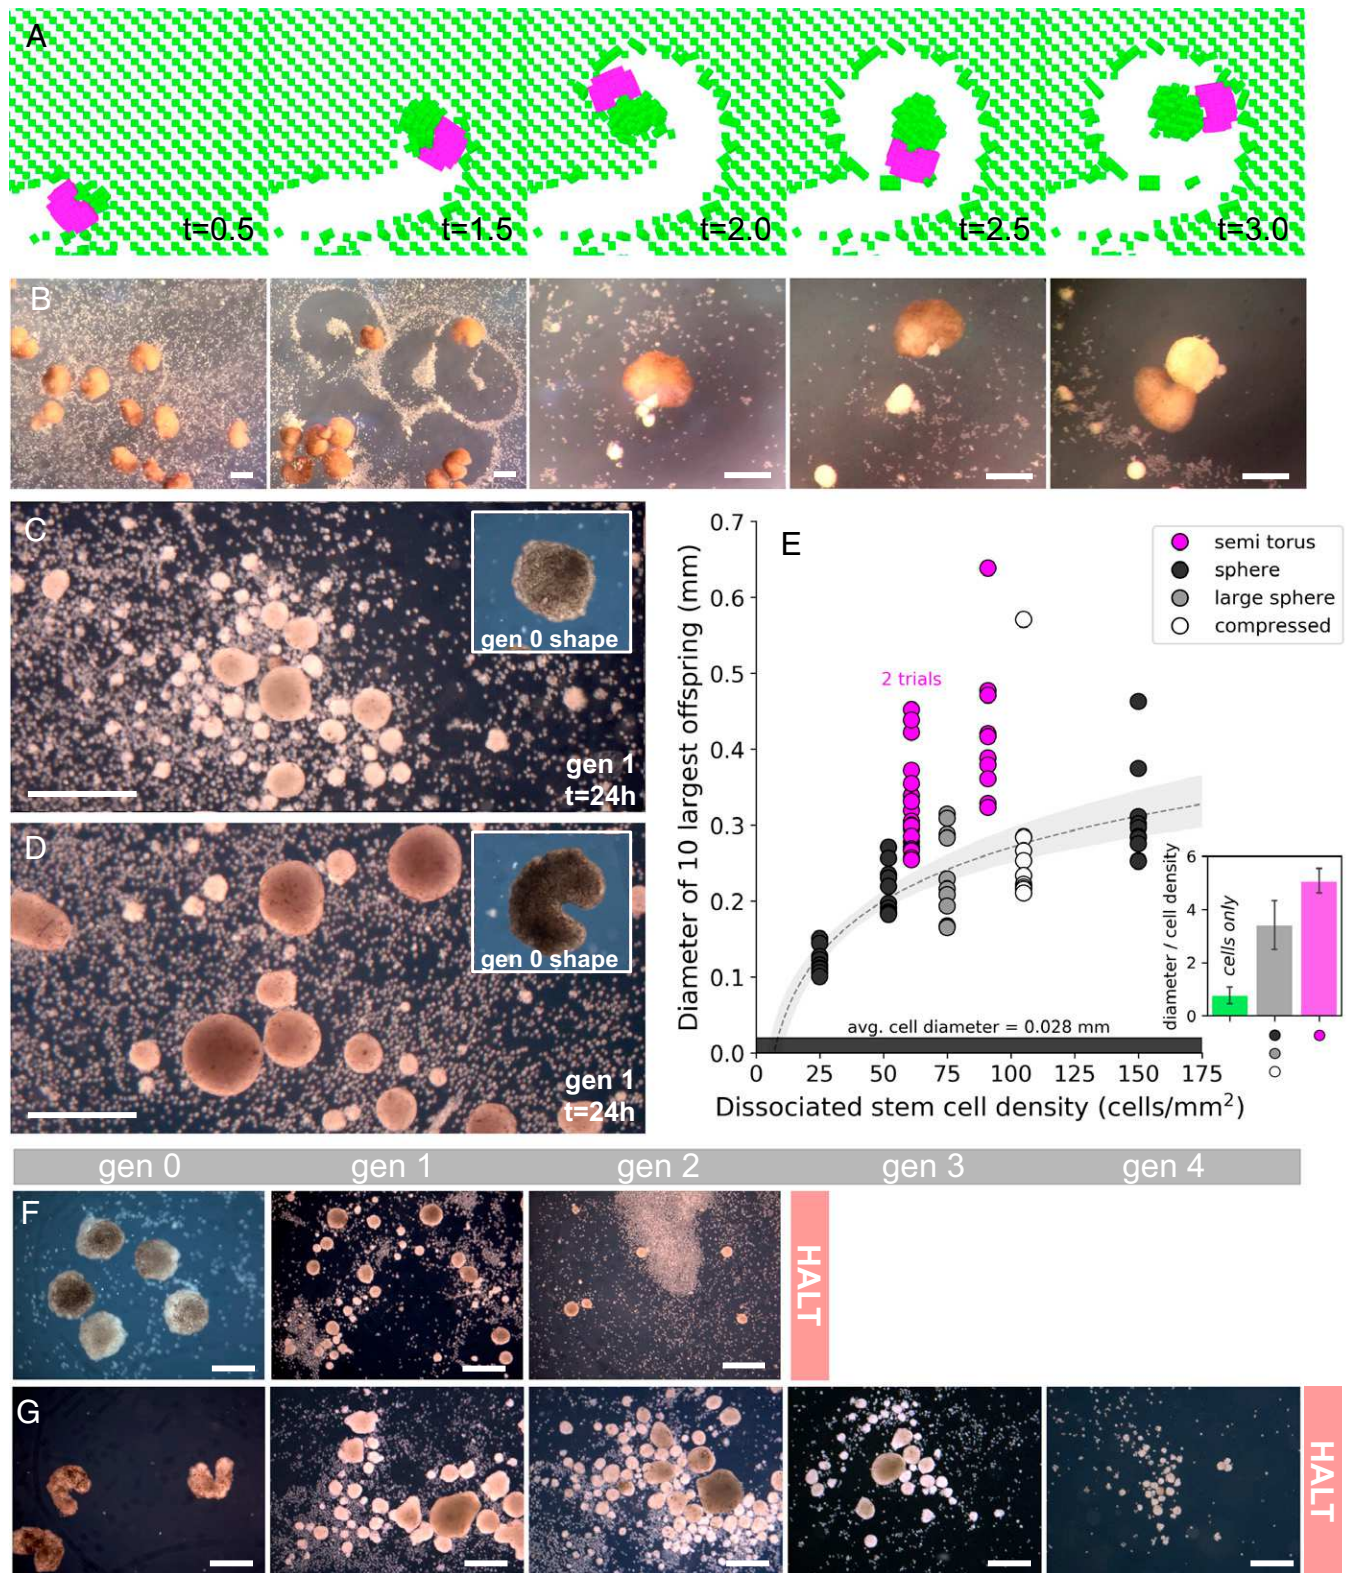 A
t=0.5
t=1.5
t=2.0
t=2.5
t=3.0
B
C
gen 0 shape
gen 1
t=24h
D
gen 0 shape
gen 1
t=24h
E
0.7
0.6
0.5
0.4
0.3
0.2
0.1
0.0
Diameter of 10 largest offspring (mm)
semi torus
sphere
large sphere
compressed
2 trials
avg. cell diameter = 0.028 mm
0 25 50 75 100 125 150 175
Dissociated stem cell density (cells/mm²)
diameter / cell density
6
4
2
0
cells only
gen 0 gen 1 gen 2 gen 3 gen 4
F
HALT
G
HALT